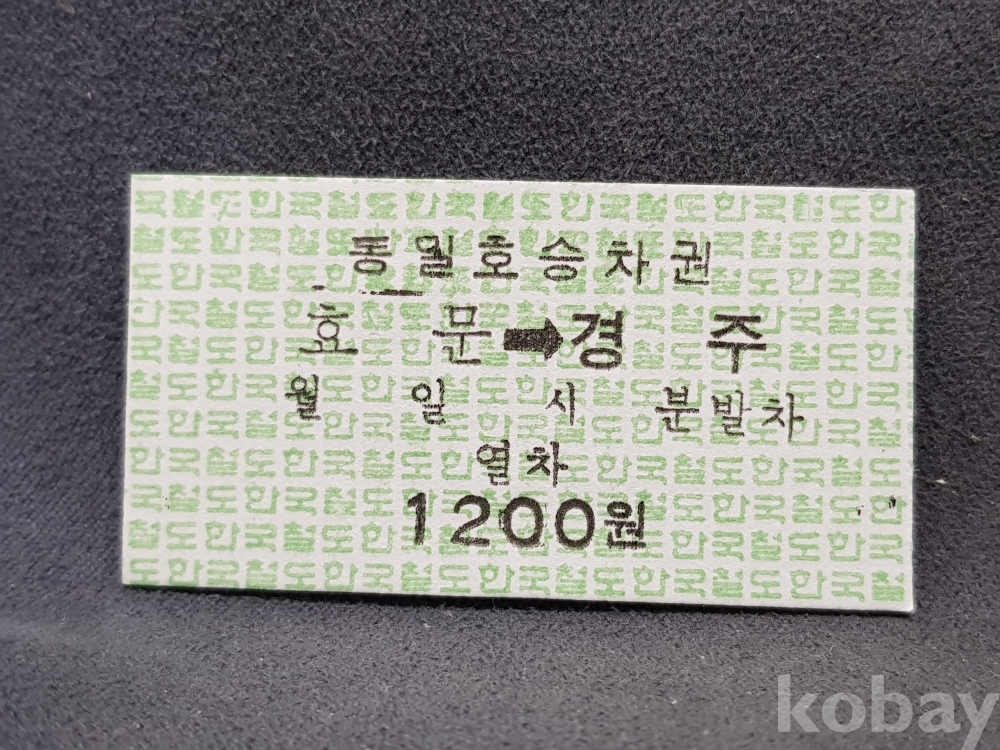 통일호승차권
효 문➡경 주
월 일 시 분발차
열차
1200원
kobay